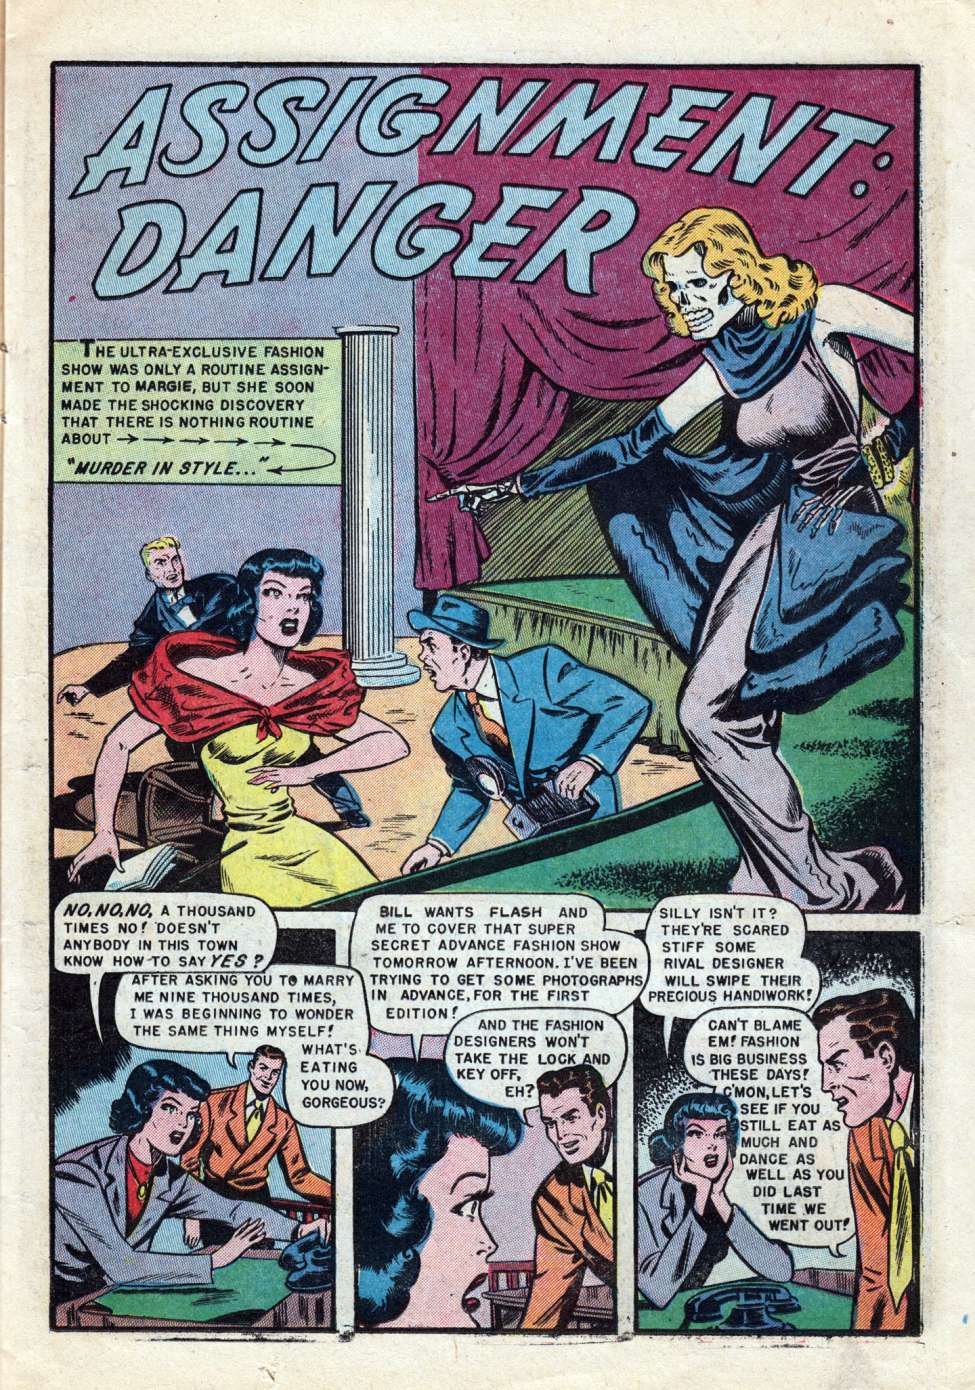 ASSIGNMENT:
DANGER
THE ULTRA-EXCLUSIVE FASHION
SHOW WAS ONLY A ROUTINE ASSIGN-
MENT TO MARGIE, BUT SHE SOON
MADE THE SHOCKING DISCOVERY
THAT THERE IS NOTHING ROUTINE
ABOUT
"MURDER IN STYLE..."
NO, NO, NO, A THOUSAND
TIMES NO! DOESN'T
ANYBODY IN THIS TOWN
KNOW HOW TO SAY YES?
AFTER ASKING YOU TO MARRY
ME NINE THOUSAND TIMES,
I WAS BEGINNING TO WONDER
THE SAME THING MYSELF!
WHAT'S
EATING
YOU NOW,
GORGEOUS?
BILL WANTS FLASH AND
ME TO COVER THAT SUPER
SECRET ADVANCE FASHION SHOW
TOMORROW AFTERNOON. I'VE BEEN
TRYING TO GET SOME PHOTOGRAPHS
IN ADVANCE, FOR THE FIRST
EDITION!
AND THE FASHION
DESIGNERS WON'T
TAKE THE LOCK AND
KEY OFF,
EH?
SILLY ISN'T IT?
THEY'RE SCARED
STIFF SOME
RIVAL DESIGNER
WILL SWIPE THEIR
PRECIOUS HANDIWORK!
CAN'T BLAME
EM! FASHION
IS BIG BUSINESS
THESE DAYS!
C'MON, LET'S
SEE IF YOU
STILL EAT AS
MUCH AND
DANCE AS
WELL AS YOU
DID LAST
TIME WE
WENT OUT!